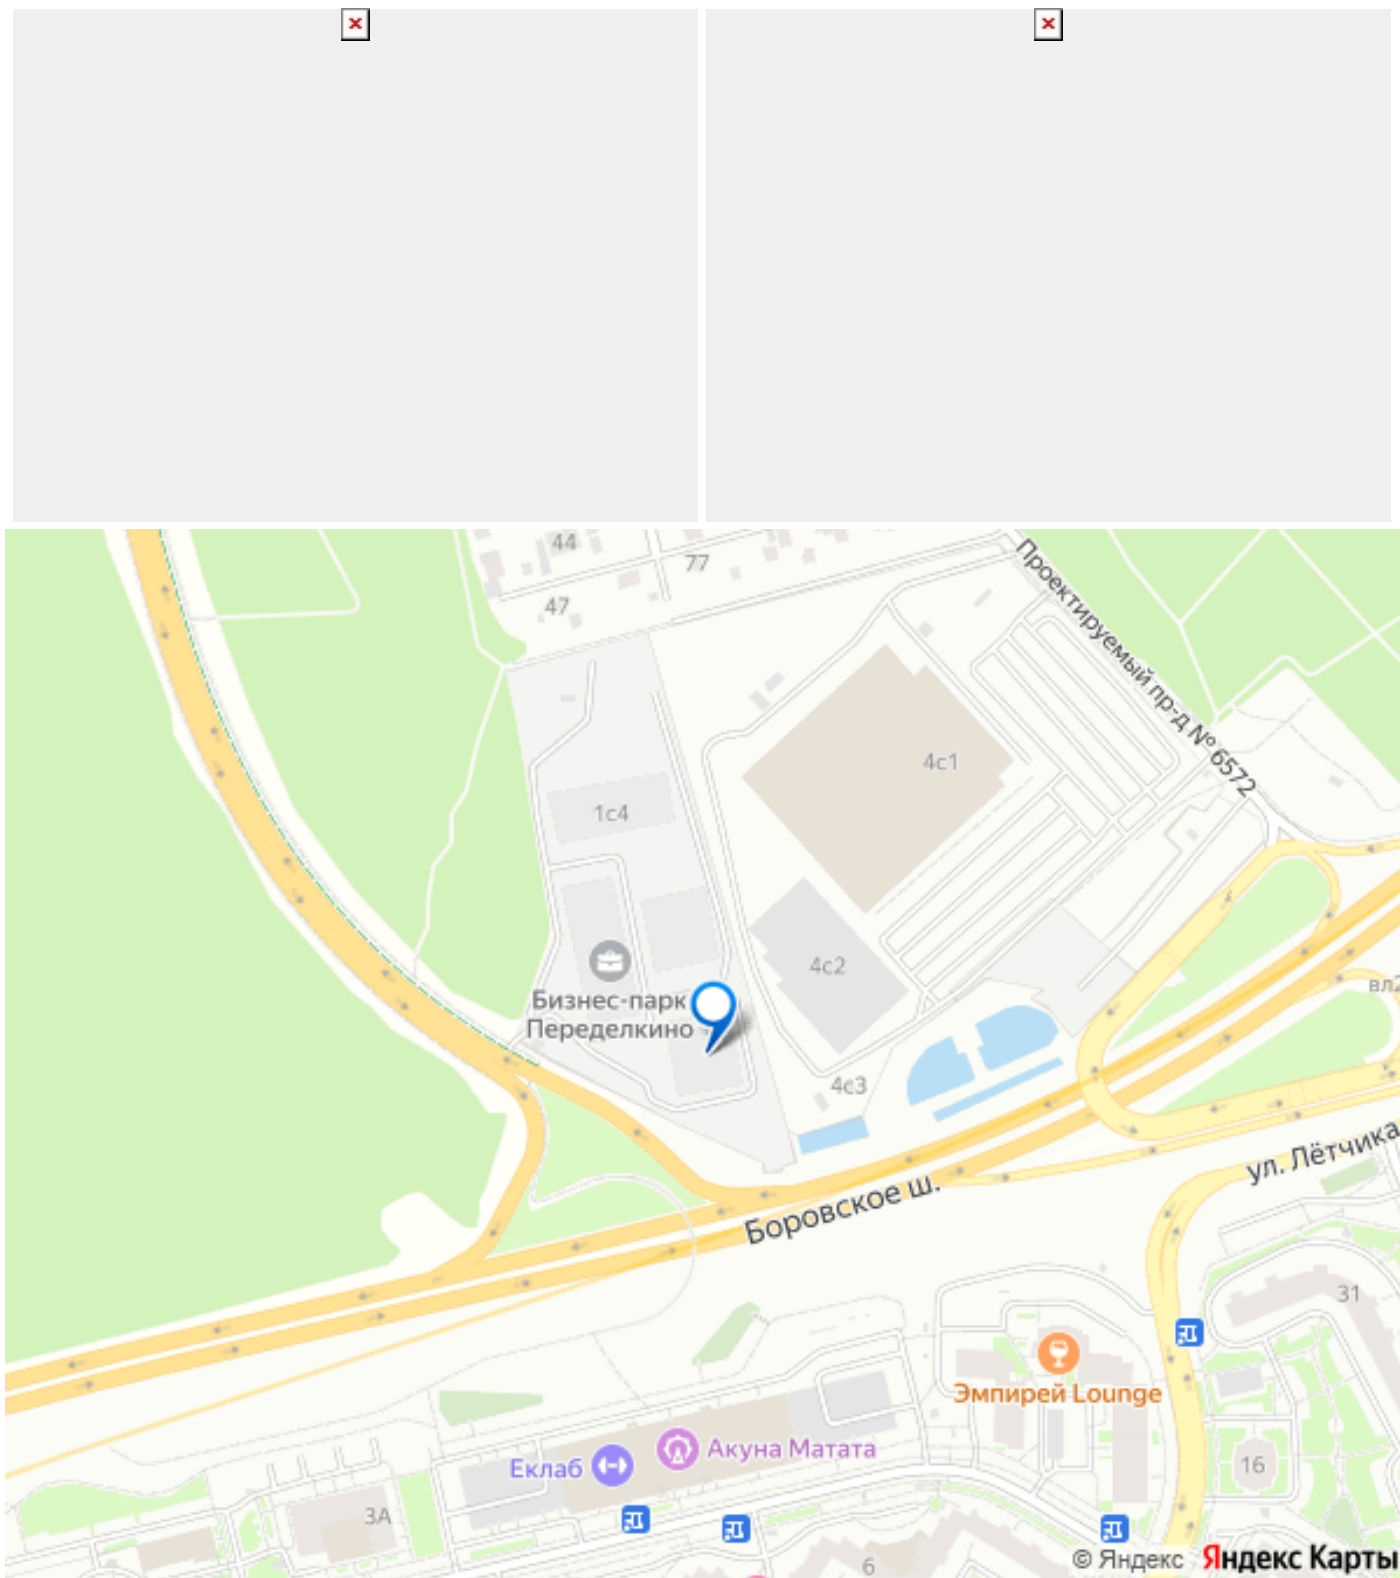 44
77
47
Проектируемый пр-д № 6572
4с1
1с4
4с2
Бизнес-парк
Переделкино
4с3
ул. Лётчика
Боровское ш.
31
Эмпирей Lounge
Акуна Матата
Еклаб
16
3А
6
© Яндекс Яндекс Карты